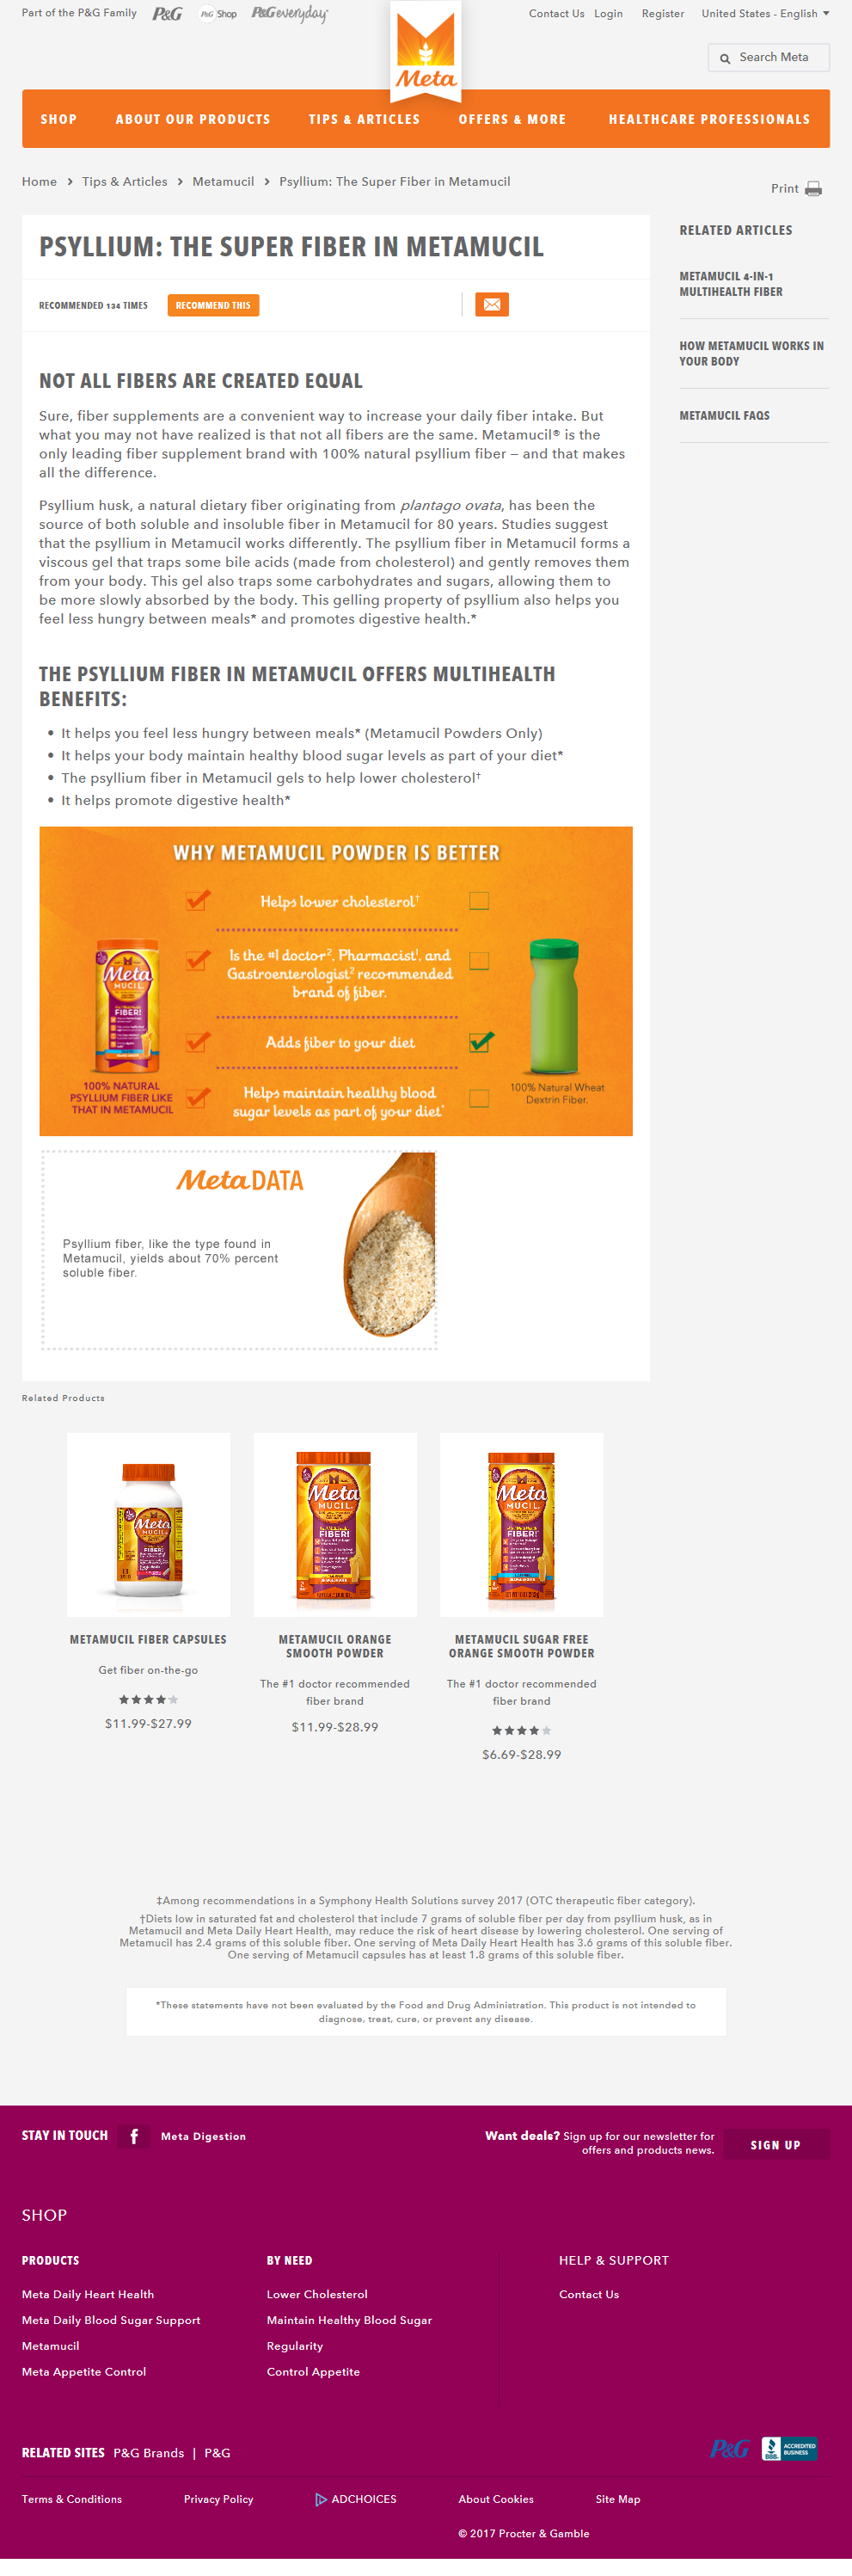 Part of the P&G Family P&G P&G Shop P&G everyday
Contact Us Login Register United States - English
Meta
Search Meta
SHOP ABOUT OUR PRODUCTS TIPS & ARTICLES OFFERS & MORE HEALTHCARE PROFESSIONALS
Home > Tips & Articles > Metamucil > Psyllium: The Super Fiber in Metamucil
Print
PSYLLIUM: THE SUPER FIBER IN METAMUCIL
RECOMMENDED 134 TIMES RECOMMEND THIS
RELATED ARTICLES
METAMUCIL 4-IN-1
MULTIHEALTH FIBER
HOW METAMUCIL WORKS IN
YOUR BODY
METAMUCIL FAQS
NOT ALL FIBERS ARE CREATED EQUAL
Sure, fiber supplements are a convenient way to increase your daily fiber intake. But
what you may not have realized is that not all fibers are the same. Metamucil® is the
only leading fiber supplement brand with 100% natural psyllium fiber – and that makes
all the difference.
Psyllium husk, a natural dietary fiber originating from plantago ovata, has been the
source of both soluble and insoluble fiber in Metamucil for 80 years. Studies suggest
that the psyllium in Metamucil works differently. The psyllium fiber in Metamucil forms a
viscous gel that traps some bile acids (made from cholesterol) and gently removes them
from your body. This gel also traps some carbohydrates and sugars, allowing them to
be more slowly absorbed by the body. This gelling property of psyllium also helps you
feel less hungry between meals* and promotes digestive health.*
THE PSYLLIUM FIBER IN METAMUCIL OFFERS MULTIHEALTH
BENEFITS:
• It helps you feel less hungry between meals* (Metamucil Powders Only)
• It helps your body maintain healthy blood sugar levels as part of your diet*
• The psyllium fiber in Metamucil gels to help lower cholesterol†
• It helps promote digestive health*
WHY METAMUCIL POWDER IS BETTER
Helps lower cholesterol†
Is the #1 doctor², Pharmacist¹, and
Gastroenterologist² recommended
brand of fiber.
Adds fiber to your diet
Helps maintain healthy blood
sugar levels as part of your diet*
Meta
MUCIL
FIBER!
100% NATURAL
PSYLLIUM FIBER LIKE
THAT IN METAMUCIL
100% Natural Wheat
Dextrin Fiber.
Meta DATA
Psyllium fiber, like the type found in
Metamucil, yields about 70% percent
soluble fiber.
Related Products
Meta
MUCIL
FIBER!
Meta
MUCIL
FIBER!
Meta
MUCIL
FIBER!
METAMUCIL FIBER CAPSULES
Get fiber on-the-go
$11.99-$27.99
METAMUCIL ORANGE
SMOOTH POWDER
The #1 doctor recommended
fiber brand
$11.99-$28.99
METAMUCIL SUGAR FREE
ORANGE SMOOTH POWDER
The #1 doctor recommended
fiber brand
$6.69-$28.99
‡Among recommendations in a Symphony Health Solutions survey 2017 (OTC therapeutic fiber category).
†Diets low in saturated fat and cholesterol that include 7 grams of soluble fiber per day from psyllium husk, as in
Metamucil and Meta Daily Heart Health, may reduce the risk of heart disease by lowering cholesterol. One serving of
Metamucil has 2.4 grams of this soluble fiber. One serving of Meta Daily Heart Health has 3.6 grams of this soluble fiber.
One serving of Metamucil capsules has at least 1.8 grams of this soluble fiber.
*These statements have not been evaluated by the Food and Drug Administration. This product is not intended to
diagnose, treat, cure, or prevent any disease.
STAY IN TOUCH f Meta Digestion
Want deals? Sign up for our newsletter for
offers and products news.
SIGN UP
SHOP
PRODUCTS
Meta Daily Heart Health
Meta Daily Blood Sugar Support
Metamucil
Meta Appetite Control
BY NEED
Lower Cholesterol
Maintain Healthy Blood Sugar
Regularity
Control Appetite
HELP & SUPPORT
Contact Us
RELATED SITES P&G Brands | P&G
P&G
BBB ACCREDITED
BUSINESS
Terms & Conditions Privacy Policy ADCHOICES About Cookies Site Map
© 2017 Procter & Gamble